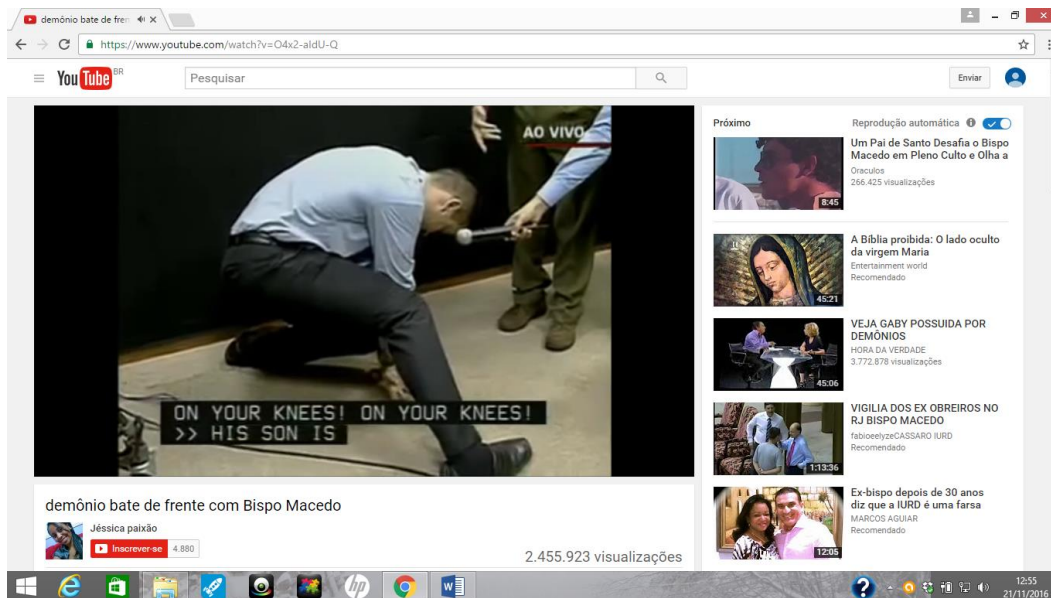 demônio bate de fren
https://www.youtube.com/watch?v=O4x2-aldU-Q
YouTube BR
Pesquisar
Enviar
AO VIVO
ON YOUR KNEES! ON YOUR KNEES!
>> HIS SON IS
demônio bate de frente com Bispo Macedo
Jéssica paixão
Inscrever-se 4.880
2.455.923 visualizações
Próximo
Reprodução automática
Um Pai de Santo Desafia o Bispo
Macedo em Pleno Culto e Olha a
Oraculos
266.425 visualizações
8:45
A Bíblia proibida: O lado oculto
da virgem Maria
Entertainment world
Recomendado
45:21
VEJA GABY POSSUIDA POR
DEMÔNIOS
HORA DA VERDADE
3.772.878 visualizações
45:06
VIGILIA DOS EX OBREIROS NO
RJ BISPO MACEDO
fabioeelyzeCASSARO IURD
Recomendado
1:13:36
Ex-bispo depois de 30 anos
diz que a IURD é uma farsa
MARCOS AGUIAR
Recomendado
12:05
hp
12:55
21/11/2016